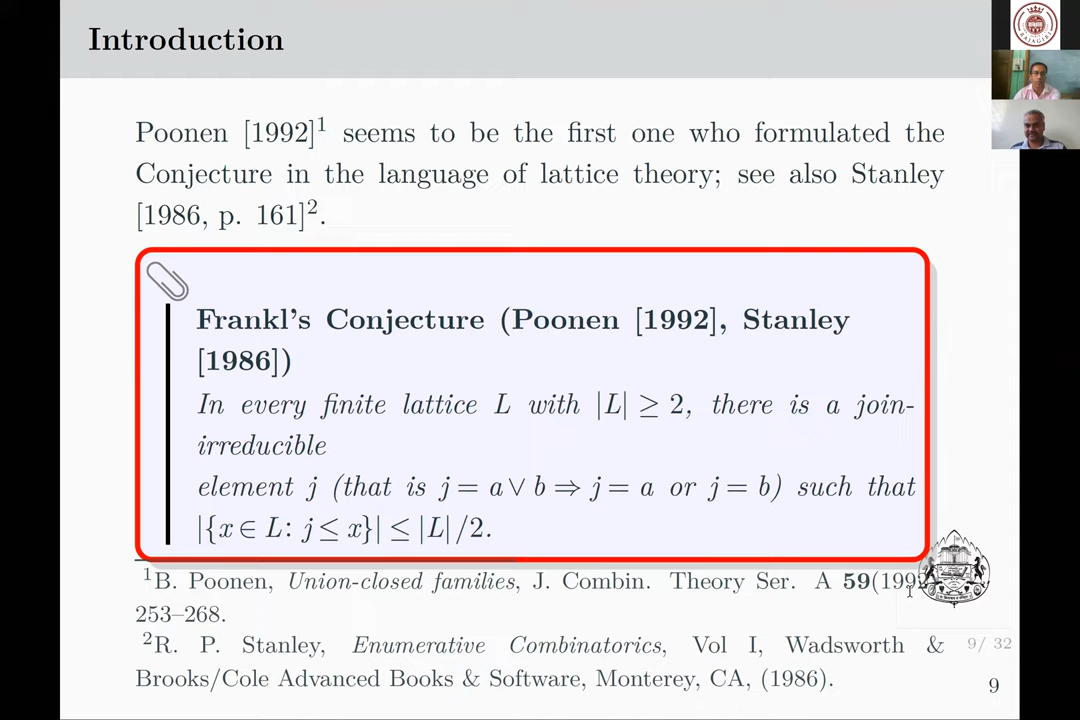 Introduction
Poonen [1992]¹ seems to be the first one who formulated the
Conjecture in the language of lattice theory; see also Stanley
[1986, p. 161]².
Frankl's Conjecture (Poonen [1992], Stanley
[1986])
In every finite lattice L with |L| ≥ 2, there is a join-
irreducible
element j (that is j = a ∨ b ⇒ j = a or j = b) such that
|{x ∈ L: j ≤ x}| ≤ |L|/2.
¹B. Poonen, Union-closed families, J. Combin. Theory Ser. A 59(1992
253–268.
²R. P. Stanley, Enumerative Combinatorics, Vol I, Wadsworth &
Brooks/Cole Advanced Books & Software, Monterey, CA, (1986).
9/ 32
9
RAJAGIRI